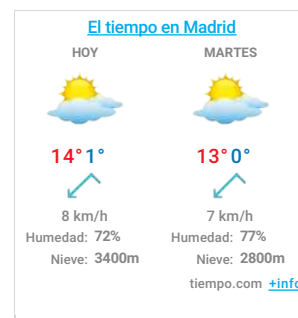 El tiempo en Madrid
HOY MARTES
14° 1° 13° 0°
8 km/h 7 km/h
Humedad: 72% Humedad: 77%
Nieve: 3400m Nieve: 2800m
tiempo.com +info